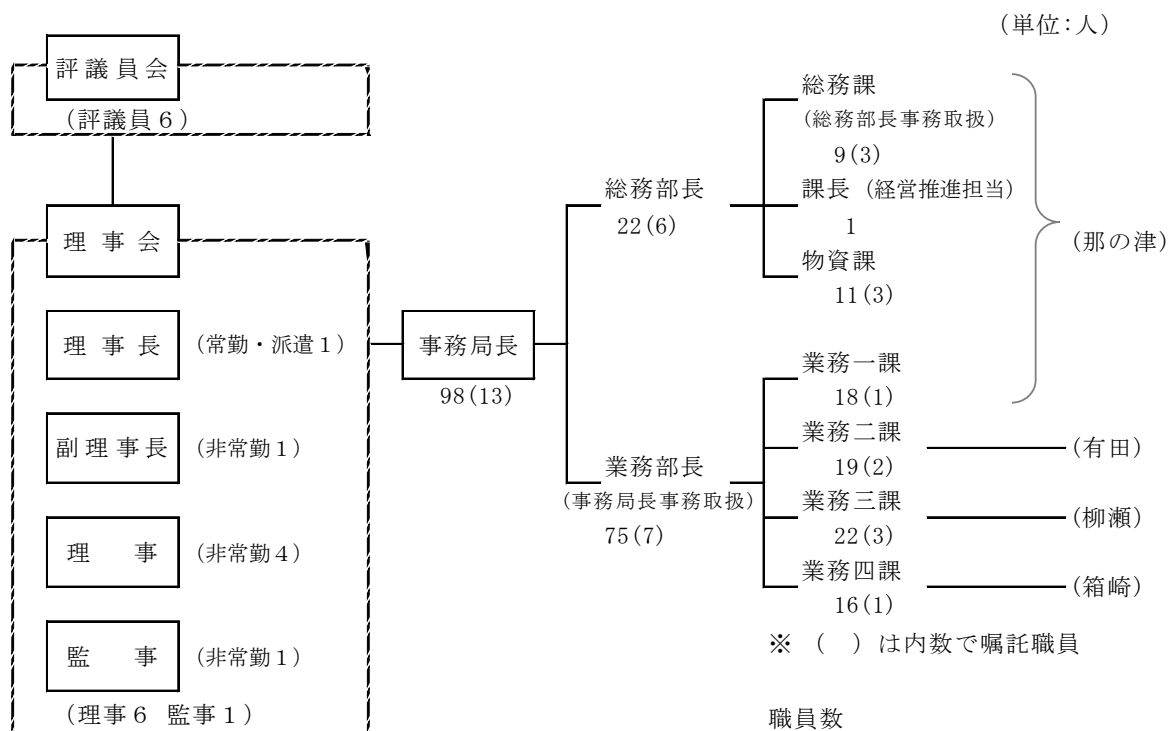 (単位:人)
評議員会
(評議員6)
理事会
理事長
(常勤・派遣1)
副理事長
(非常勤1)
理 事
(非常勤4)
監 事
(非常勤1)
(理事6 監事1)
事務局長
98(13)
総務部長
22(6)
総務課
(総務部長事務取扱)
9(3)
課長 (経営推進担当)
1
物資課
11(3)
業務部長
(事務局長事務取扱)
75(7)
業務一課
18(1)
(那の津)
業務二課
19(2)
(有田)
業務三課
22(3)
(柳瀬)
業務四課
16(1)
(箱崎)
※ ( )は内数で嘱託職員
職員数